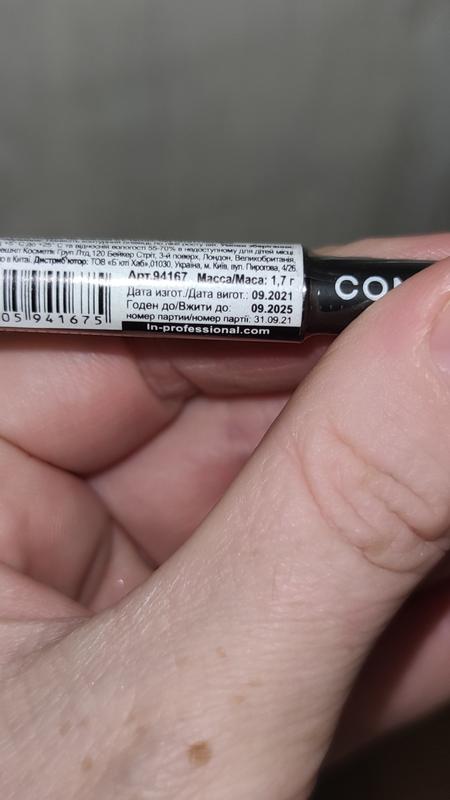 С та відносній вологості 55-70% в недоступному для дітей місці.
Косметік Груп Лтд,120 Бейкер Стріт, 3-й поверх, Лондон, Великобританія.
в Китаї. Дистриб'ютор: ТОВ «Б'юті Хаб»,01030, Україна, м. Київ, вул. Пирогова, 4/26.
Арт.94167 Масса/Маса: 1,7 г
Дата изгот./Дата вигот.: 09.2021
Годен до/Вжити до: 09.2025
номер партии/номер партії: 31.09.21
05 941675
In-professional.com
CON